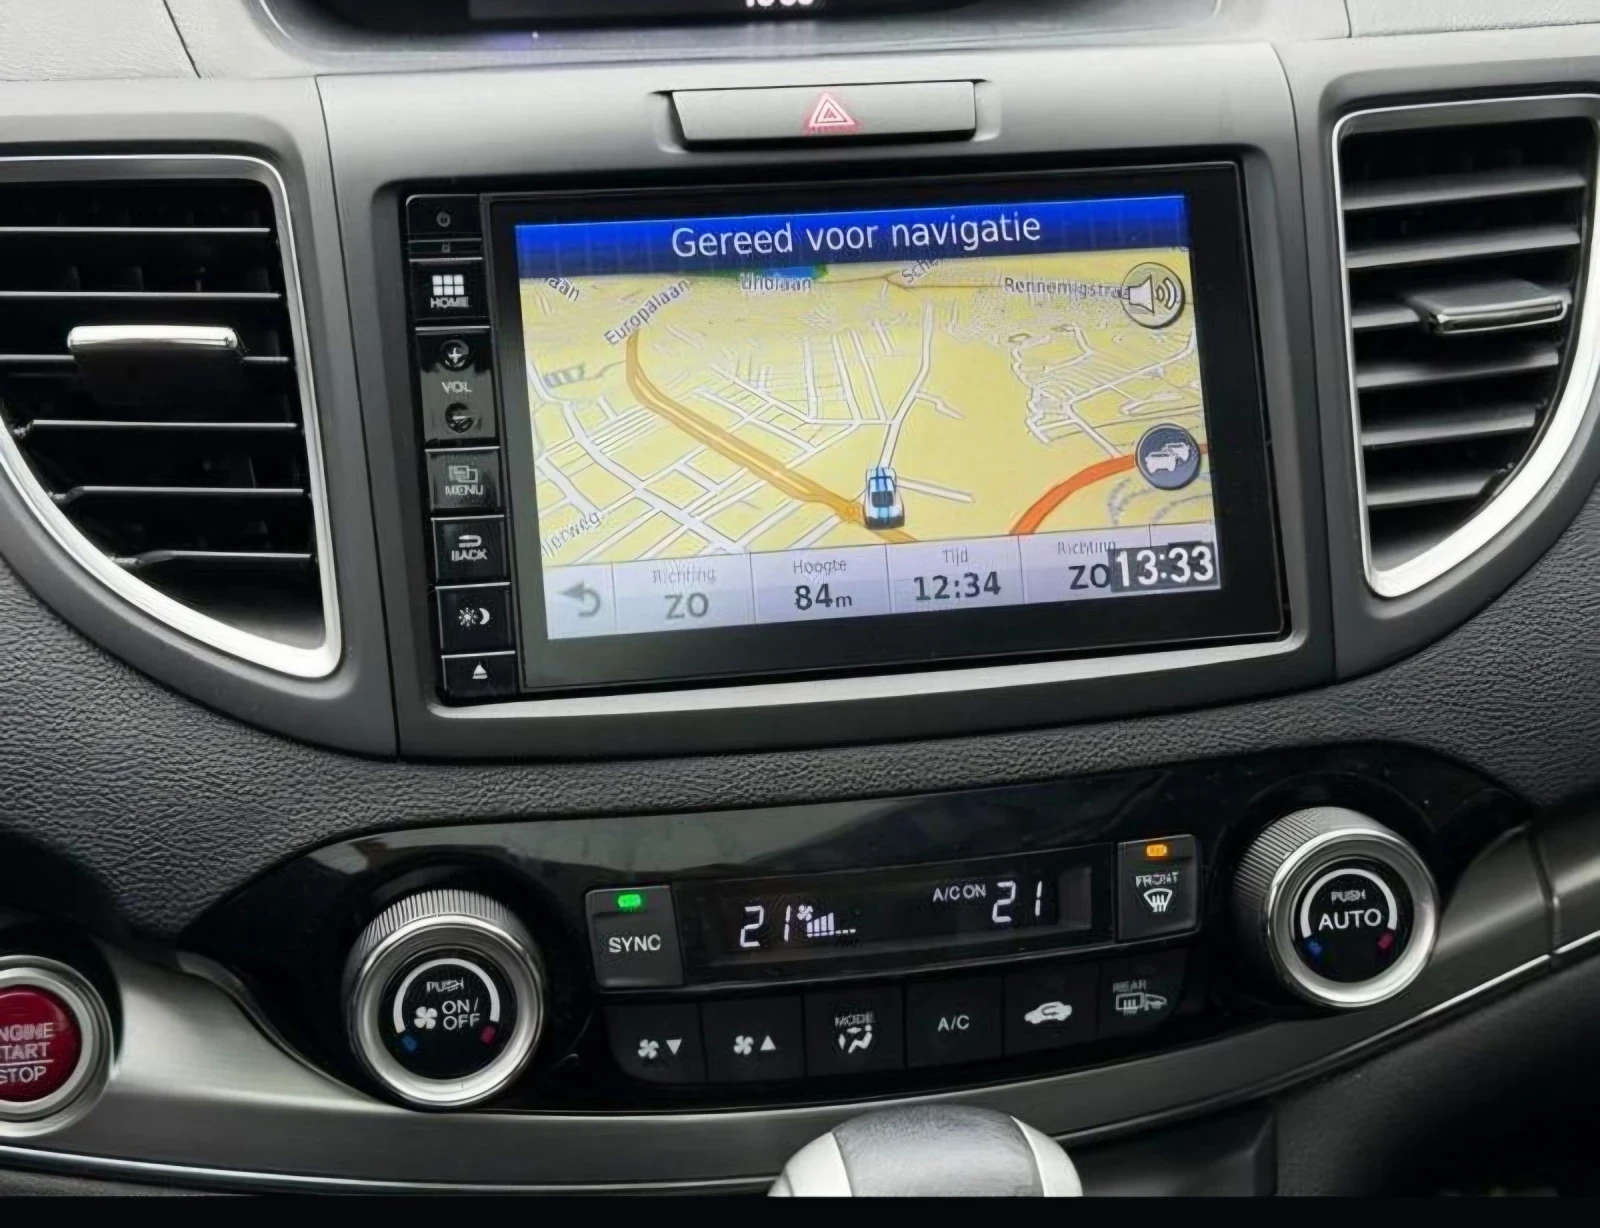 Gereed voor navigatie
Europalaan
HOME
VOL
MENU
BACK
Richting
Hoogte
Tijd
Richting
ZO
84m
12:34
ZO
13:33
SYNC
21
A/C ON
21
FRONT
PUSH
AUTO
PUSH
ON/
OFF
MODE
A/C
REAR
ENGINE
START
STOP